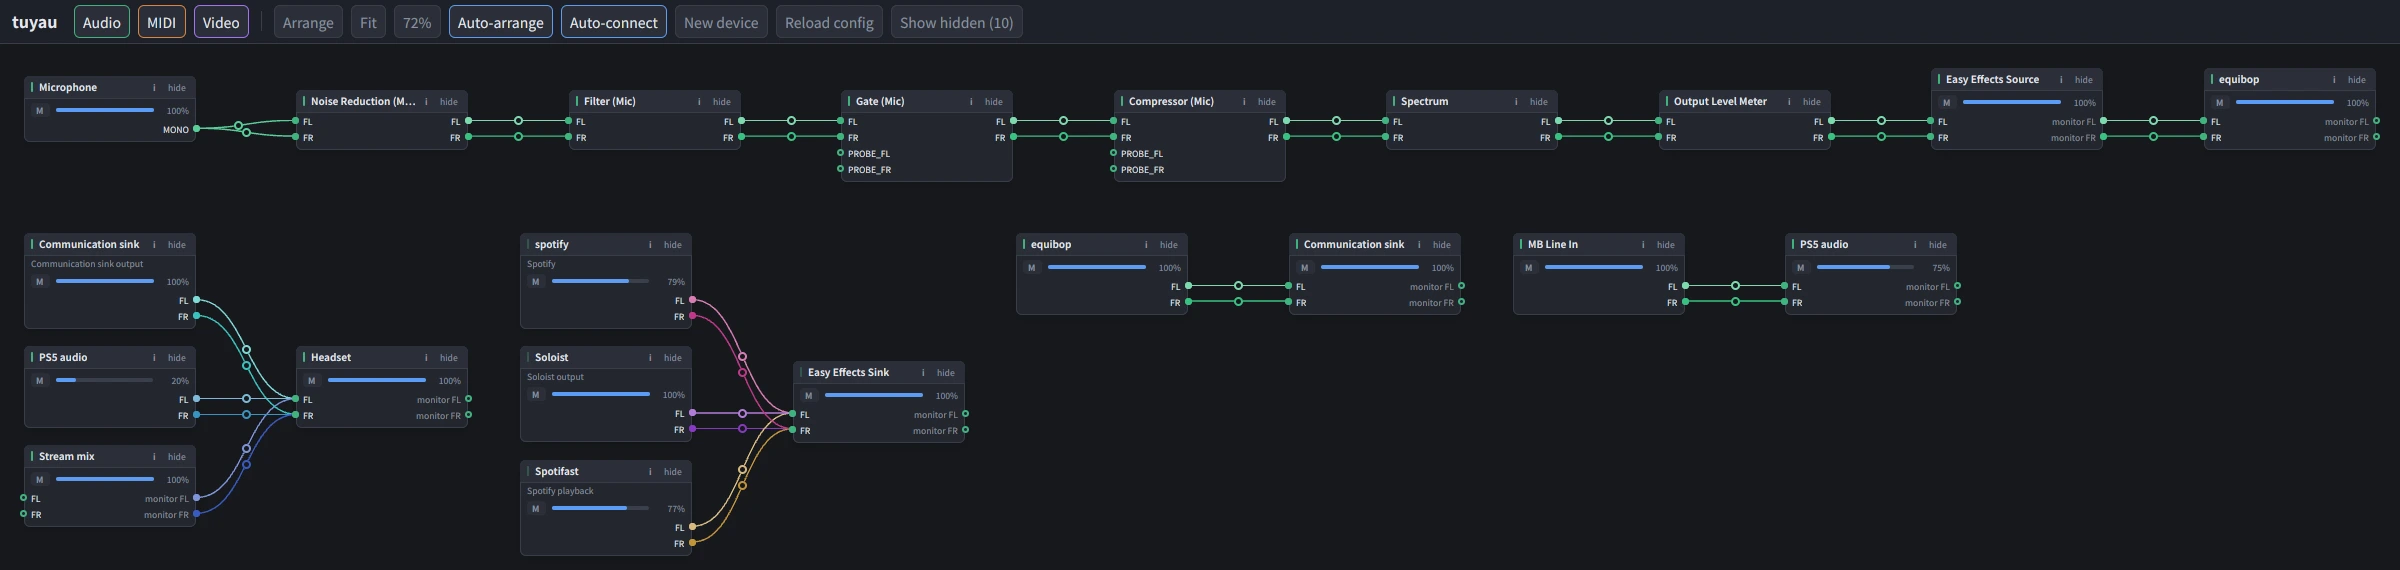 tuyau Audio MIDI Video Arrange Fit 72% Auto-arrange Auto-connect New device Reload config Show hidden (10)
Microphone i hide
M 100%
MONO
Noise Reduction (M... i hide
FL FL
FR FR
Filter (Mic) i hide
FL FL
FR FR
Gate (Mic) i hide
FL FL
FR FR
PROBE_FL
PROBE_FR
Compressor (Mic) i hide
FL FL
FR FR
PROBE_FL
PROBE_FR
Spectrum i hide
FL FL
FR FR
Output Level Meter i hide
FL FL
FR FR
Easy Effects Source i hide
M 100%
FL monitor FL
FR monitor FR
equibop i hide
M 100%
FL monitor FL
FR monitor FR
Communication sink i hide
Communication sink output
M 100%
FL
FR
PS5 audio i hide
M 20%
FL
FR
Stream mix i hide
M 100%
FL monitor FL
FR monitor FR
Headset i hide
M 100%
FL monitor FL
FR monitor FR
spotify i hide
Spotify
M 79%
FL
FR
Soloist i hide
Soloist output
M 100%
FL
FR
Spotifast i hide
Spotify playback
M 77%
FL
FR
Easy Effects Sink i hide
M 100%
FL monitor FL
FR monitor FR
equibop i hide
M 100%
FL
FR
Communication sink i hide
M 100%
FL monitor FL
FR monitor FR
MB Line In i hide
M 100%
FL
FR
PS5 audio i hide
M 75%
FL monitor FL
FR monitor FR